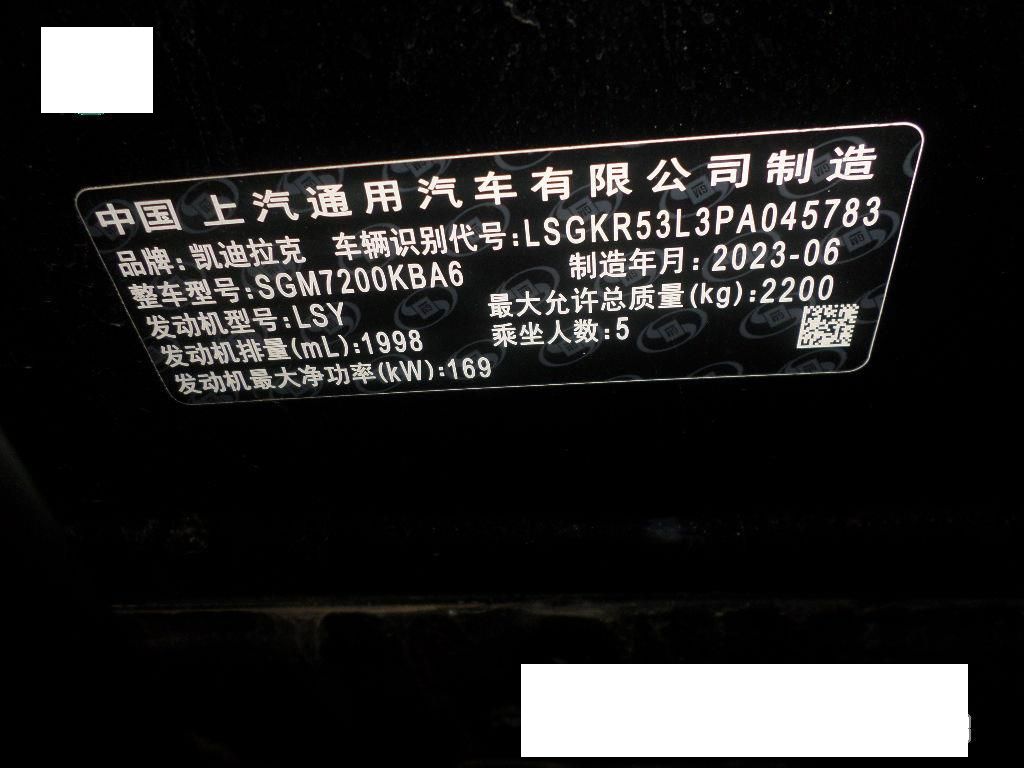 中国 上汽通用汽车有限公司制造
品牌:凯迪拉克 车辆识别代号:LSGKR53L3PA045783
整车型号:SGM7200KBA6 制造年月:2023-06
发动机型号:LSY 最大允许总质量(kg):2200
发动机排量(mL):1998 乘坐人数:5
发动机最大净功率(kW):169